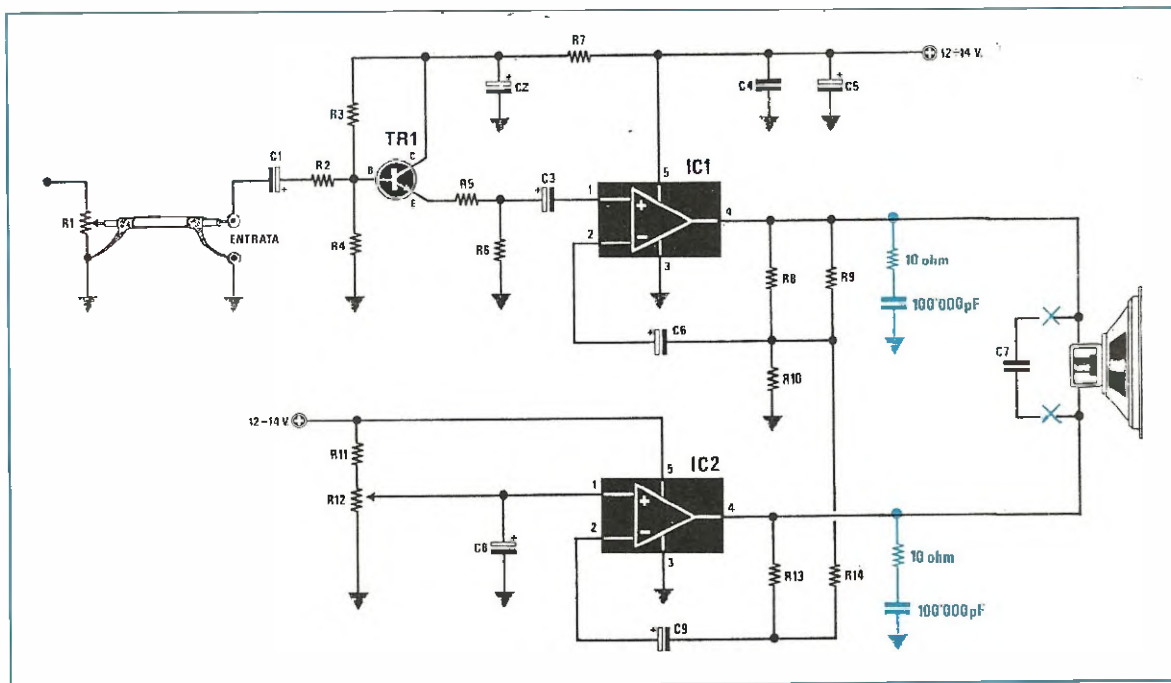 R7
12÷14 V.
C2
C4
C5
R3
TR1
C
B
E
C1
R2
R1
ENTRATA
R4
R5
R6
C3
IC1
5
1
+
2
−
4
3
R8
R9
10 ohm
100'000pF
C6
R10
C7
12-14 V.
R11
R12
C8
IC2
5
1
+
2
−
4
3
R13
R14
10 ohm
100'000pF
C9